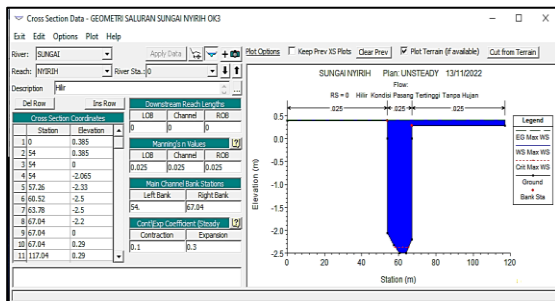 Cross Section Data - GEOMETRI SALURAN SUNGAI NYIRIH OK3
Exit Edit Options Plot Help
River: SUNGAI Apply Data
Reach: NYIRIH River Sta.: 0
Description Hilir ...
Del Row Ins Row
Cross Section Coordinates
Station Elevation
1 0 0.385
2 54 0.385
3 54 0
4 54 -2.065
5 57.26 -2.33
6 60.52 -2.5
7 63.78 -2.5
8 67.04 -2.2
9 67.04 0
10 67.04 0.29
11 117.04 0.29
Downstream Reach Lengths
LOB Channel ROB
0 0 0
Manning's n Values
LOB Channel ROB
0.025 0.025 0.025
Main Channel Bank Stations
Left Bank Right Bank
54. 67.04
Cont\Exp Coefficient (Steady
Contraction Expansion
0.1 0.3
Plot Options Keep Prev XS Plots Clear Prev Plot Terrain (if available) Cut from Terrain
SUNGAI NYIRIH Plan: UNSTEADY 13/11/2022
Flow:
RS = 0 Hilir Kondisi Pasang Tertinggi Tanpa Hujan
.025 .025 .025
Elevation (m)
0.5
0.0
-0.5
-1.0
-1.5
-2.0
-2.5
0 20 40 60 80 100 120
Station (m)
Legend
EG Max WS
WS Max WS
Crit Max WS
Ground
Bank Sta